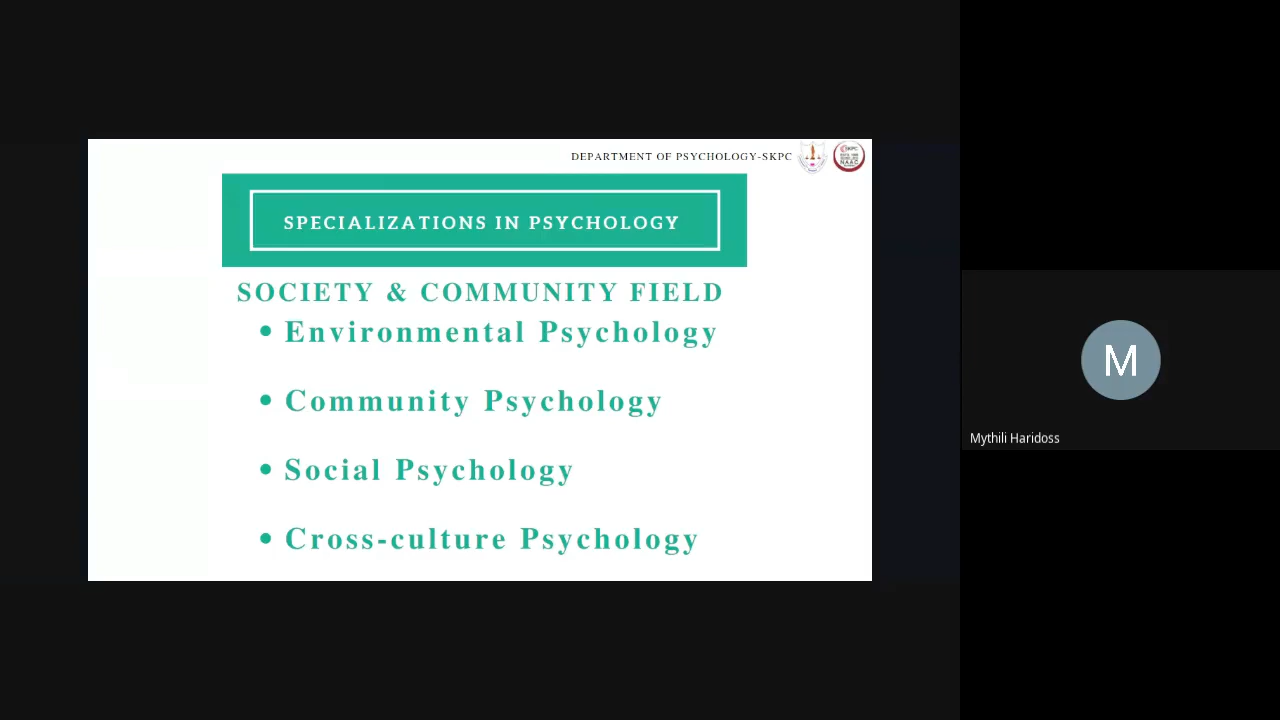 DEPARTMENT OF PSYCHOLOGY-SKPC
SPECIALIZATIONS IN PSYCHOLOGY
SOCIETY & COMMUNITY FIELD
• Environmental Psychology
• Community Psychology
• Social Psychology
• Cross-culture Psychology
M
Mythili Haridoss